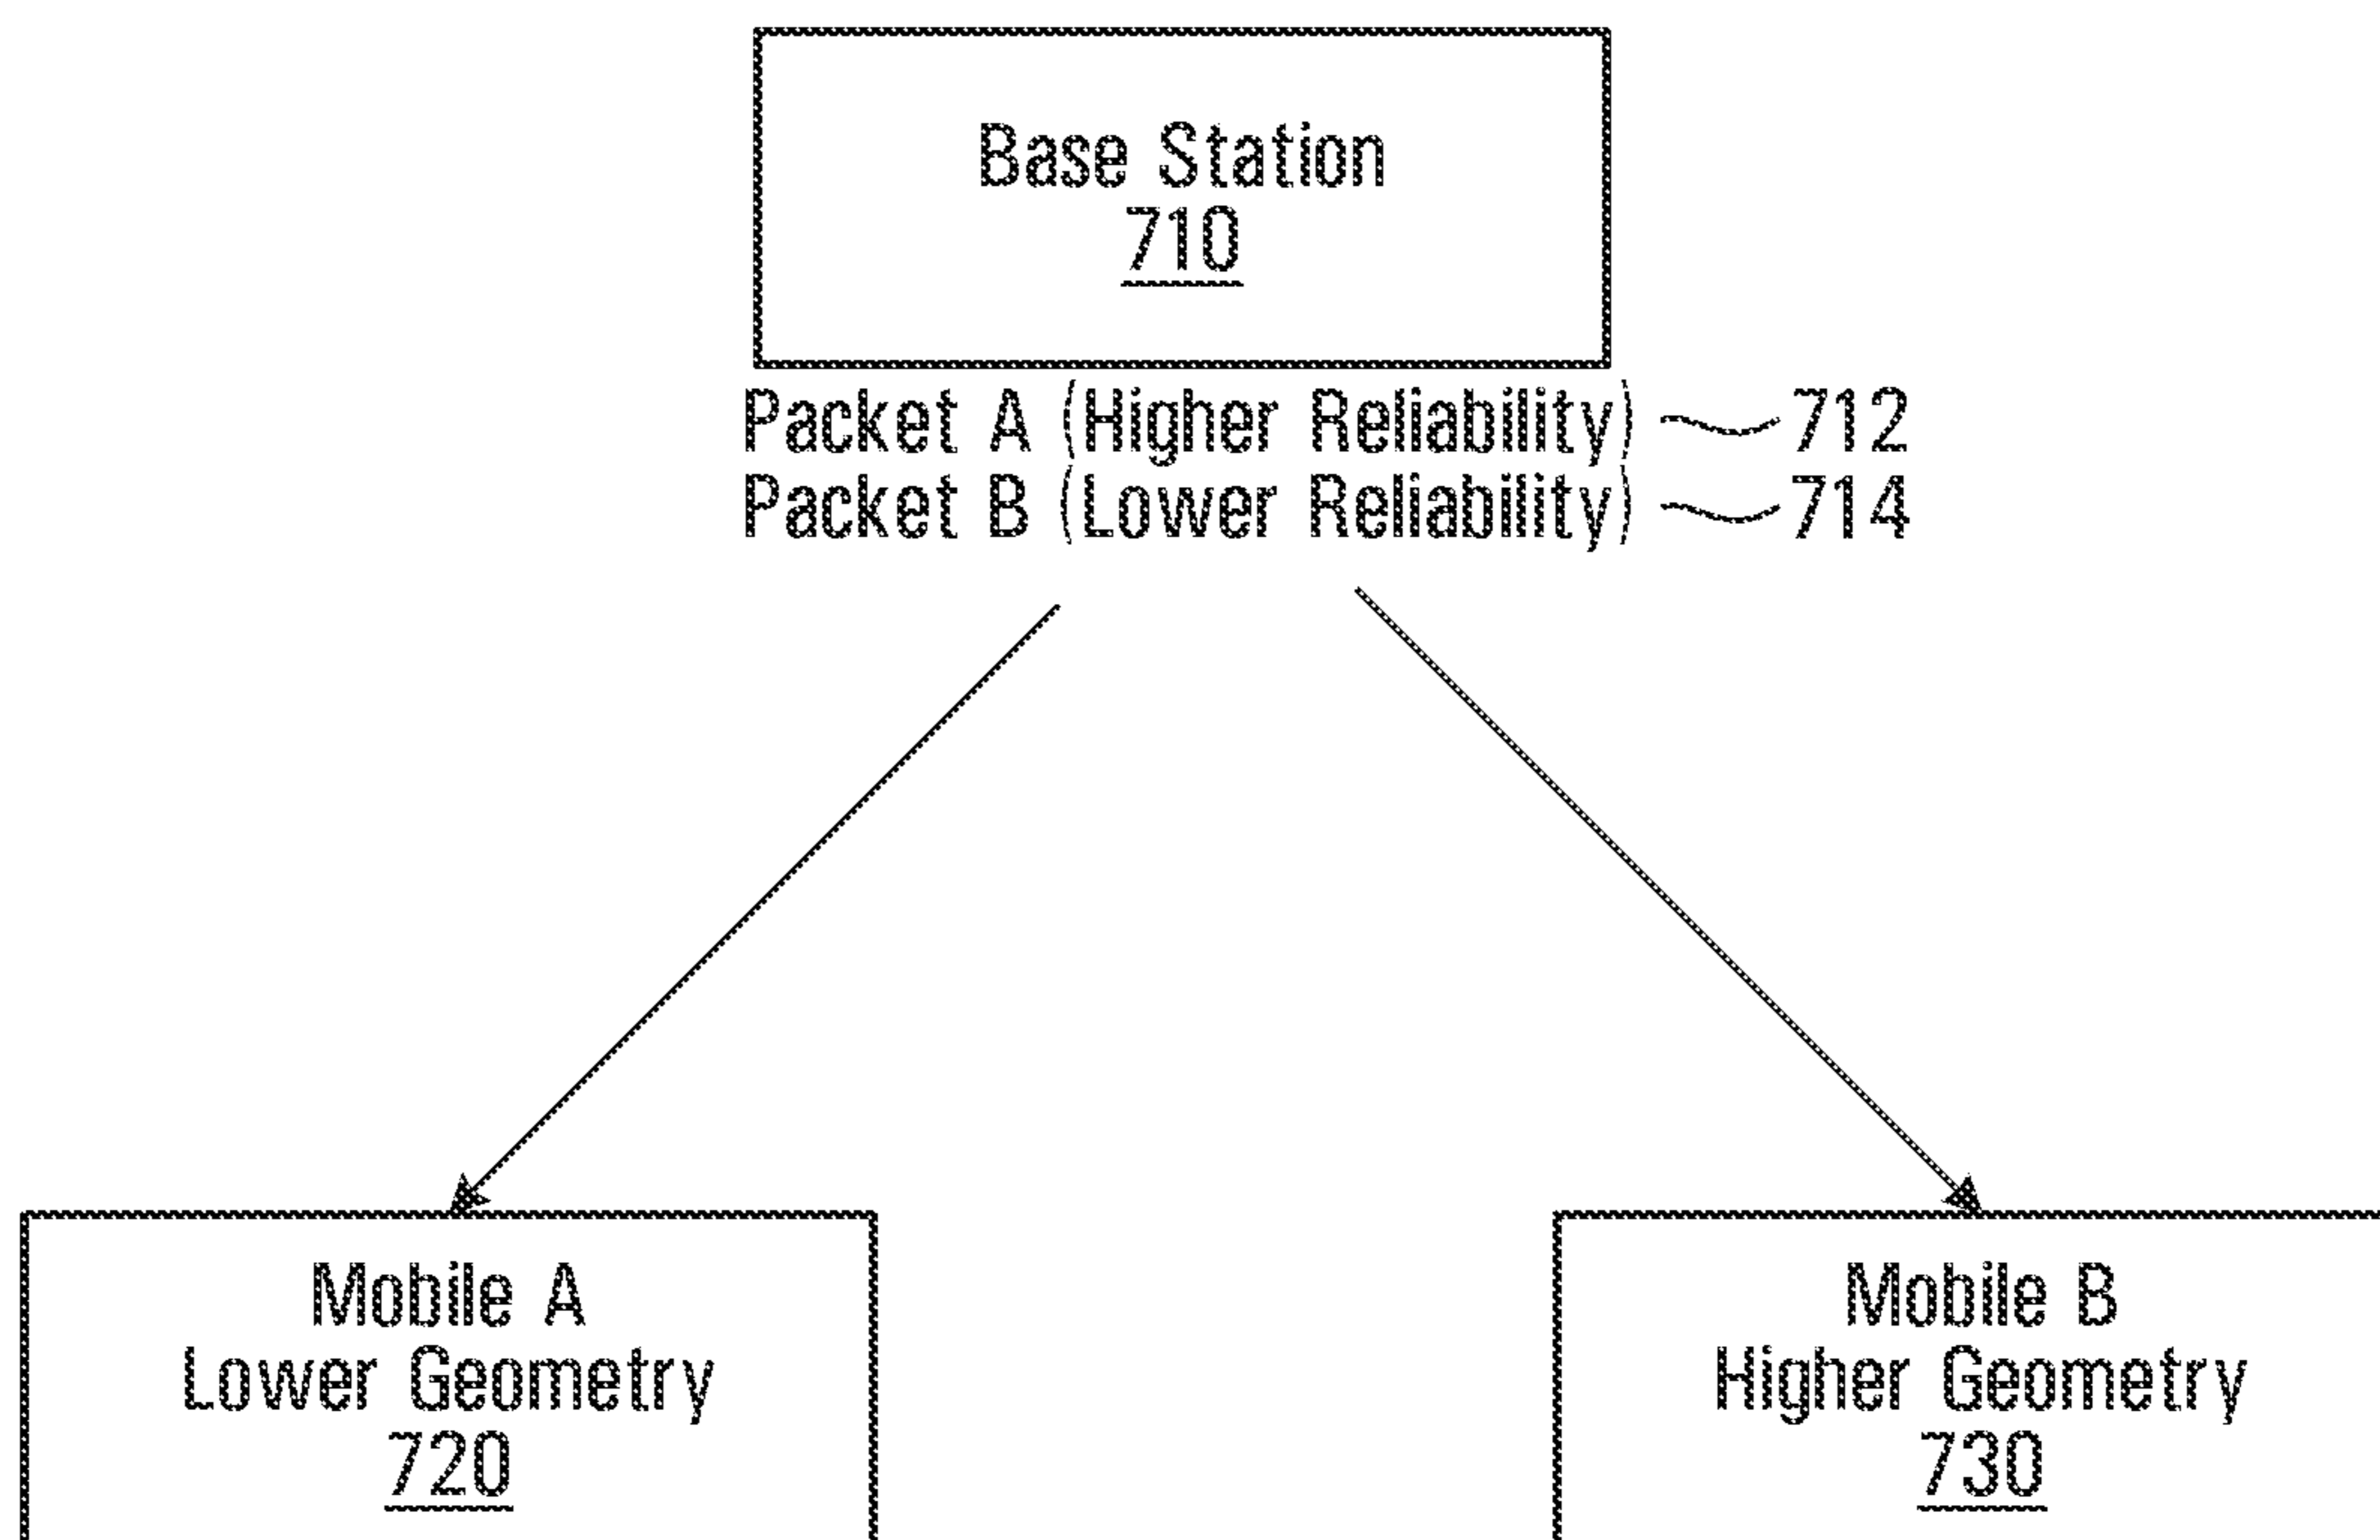 Base Station
710
Packet A (Higher Reliability) 712
Packet B (Lower Reliability) 714
Mobile A
Lower Geometry
720
Mobile B
Higher Geometry
730